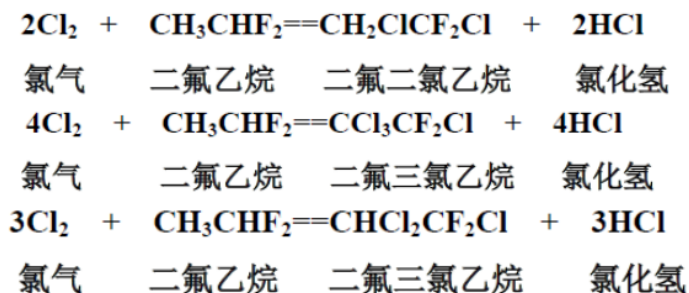 2Cl₂ + CH₃CHF₂==CH₂ClCF₂Cl + 2HCl
氯气 二氟乙烷 二氟二氯乙烷 氯化氢
4Cl₂ + CH₃CHF₂==CCl₃CF₂Cl + 4HCl
氯气 二氟乙烷 二氟三氯乙烷 氯化氢
3Cl₂ + CH₃CHF₂==CHCl₂CF₂Cl + 3HCl
氯气 二氟乙烷 二氟三氯乙烷 氯化氢